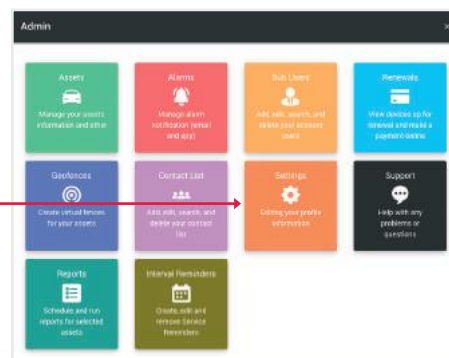 Admin
×
Assets
Manage your assets
information and other
Alarms
Manage alarm
notification (email
and app)
Sub Users
Add, edit, search, and
delete your account
users
Renewals
View devices up for
renewal and make a
payment online
Geofences
Create virtual fences
for your assets
Contact List
Add, edit, search, and
delete your contact
list
Settings
Editing your profile
information
Support
Help with any
problems or
questions
Reports
Schedule and run
reports for selected
assets
Interval Reminders
Create, edit and
remove Service
Reminders